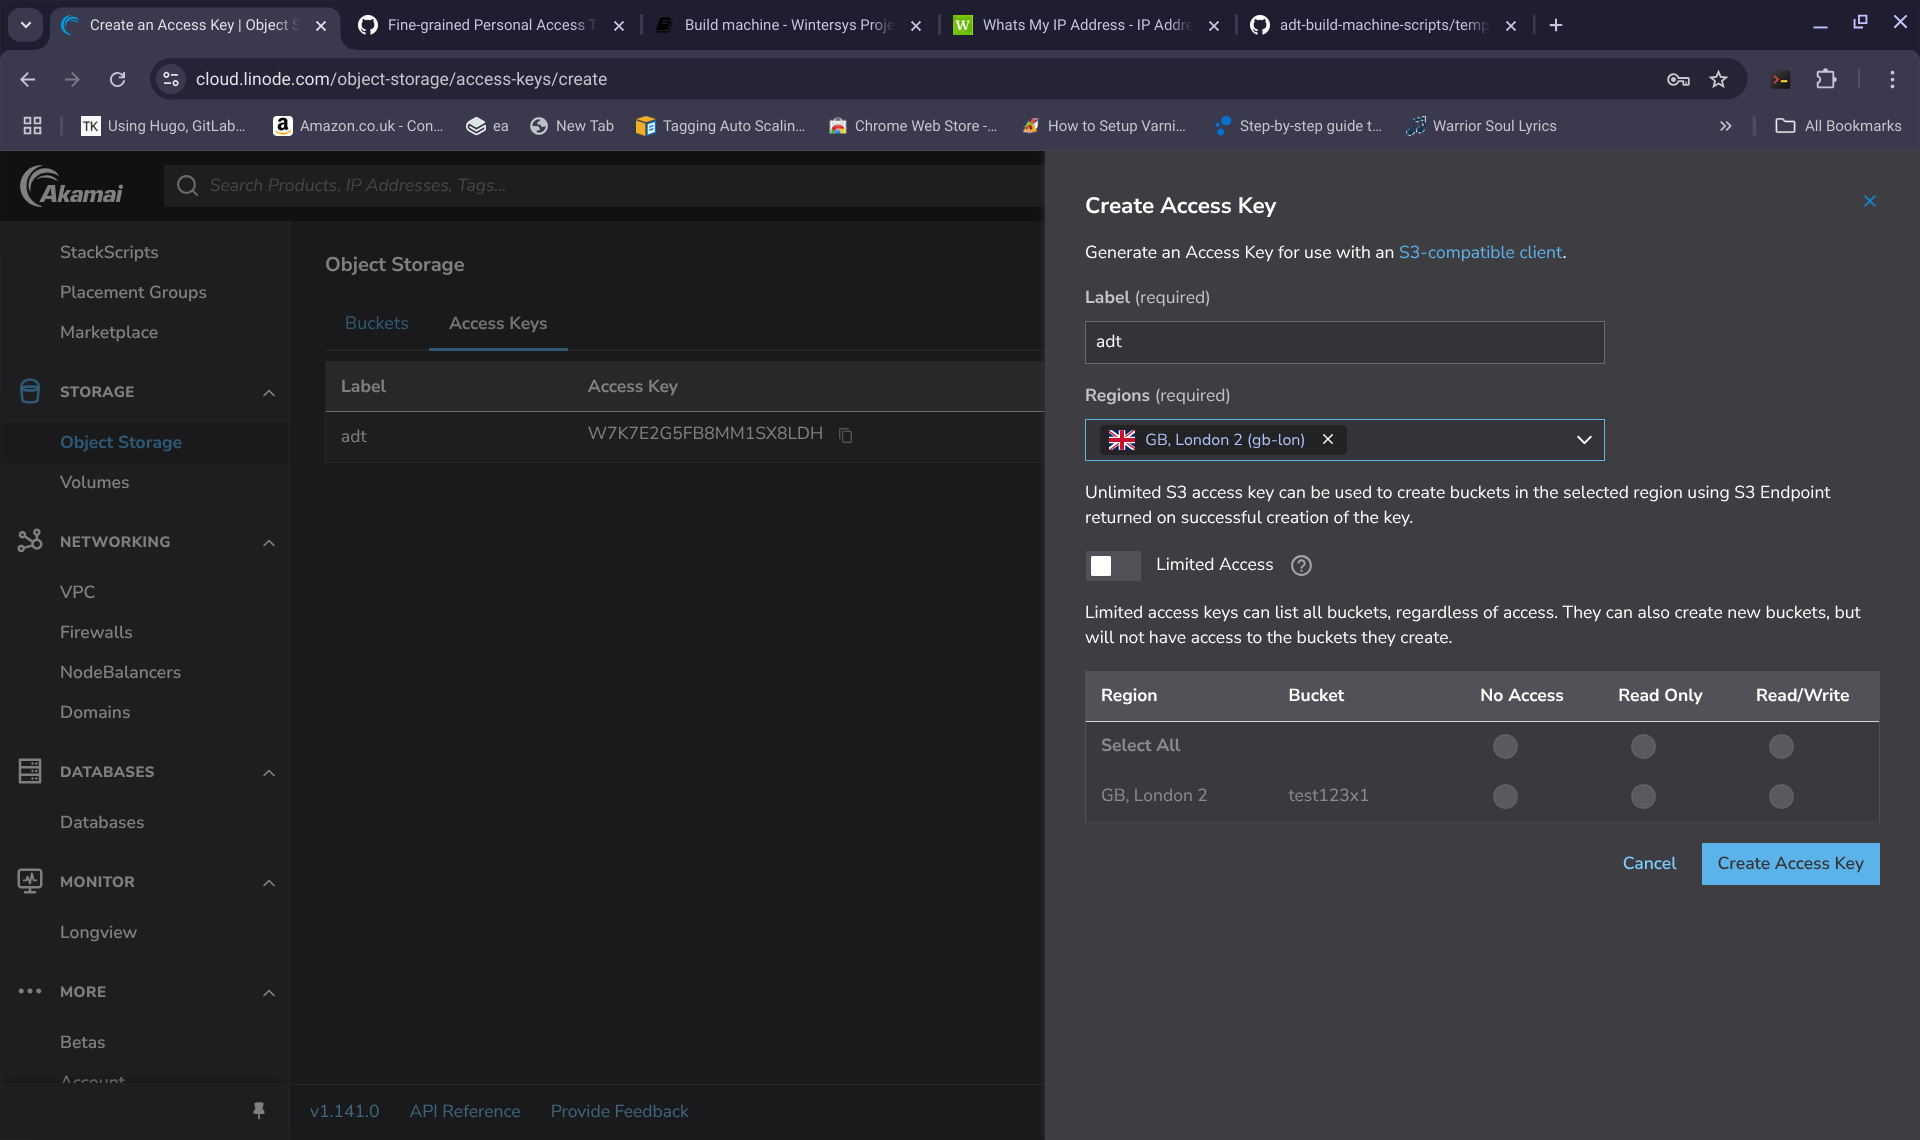 Create an Access Key | Object S
Fine-grained Personal Access T
Build machine - Wintersys Proje
Whats My IP Address - IP Addre
adt-build-machine-scripts/temp
cloud.linode.com/object-storage/access-keys/create
Using Hugo, GitLab...
Amazon.co.uk - Con...
ea
New Tab
Tagging Auto Scalin...
Chrome Web Store -...
How to Setup Varni...
Step-by-step guide t...
Warrior Soul Lyrics
All Bookmarks
Akamai
Search Products, IP Addresses, Tags...
StackScripts
Placement Groups
Marketplace
STORAGE
Object Storage
Volumes
NETWORKING
VPC
Firewalls
NodeBalancers
Domains
DATABASES
Databases
MONITOR
Longview
MORE
Betas
Account
Object Storage
Buckets
Access Keys
Label
Access Key
adt
W7K7E2G5FB8MM1SX8LDH
v1.141.0
API Reference
Provide Feedback
Create Access Key
Generate an Access Key for use with an S3-compatible client.
Label (required)
adt
Regions (required)
GB, London 2 (gb-lon)
Unlimited S3 access key can be used to create buckets in the selected region using S3 Endpoint
returned on successful creation of the key.
Limited Access
Limited access keys can list all buckets, regardless of access. They can also create new buckets, but
will not have access to the buckets they create.
Region Bucket No Access Read Only Read/Write
Select All
GB, London 2 test123x1
Cancel
Create Access Key